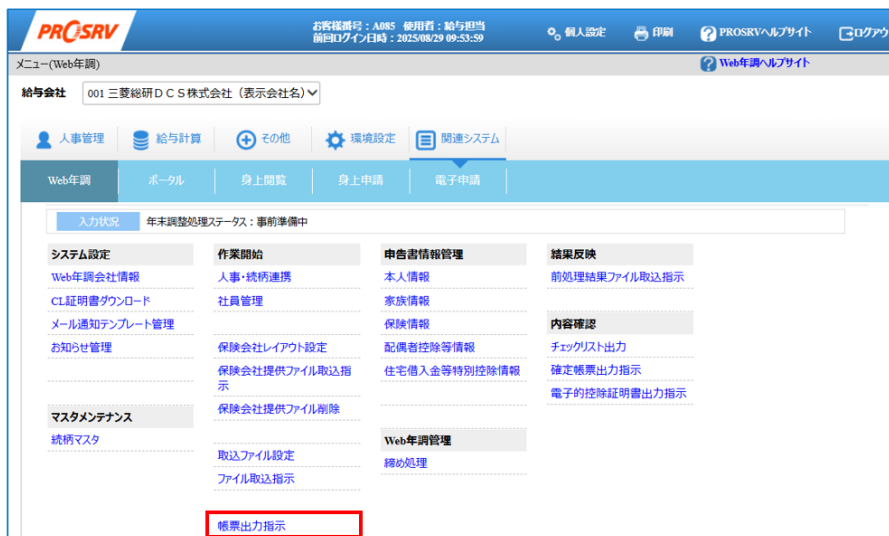 PROSRV
お客様番号：A085 使用者：給与担当
前回ログイン日時：2025/08/29 09:53:59
個人設定
印刷
PROSRVヘルプサイト
ログアウ
メニュー(Web年調)
Web年調ヘルプサイト
給与会社
001 三菱総研ＤＣＳ株式会社（表示会社名）
人事管理
給与計算
その他
環境設定
関連システム
Web年調
ポータル
身上閲覧
身上申請
電子申請
入力状況
年末調整処理ステータス：事前準備中
システム設定
Web年調会社情報
CL証明書ダウンロード
メール通知テンプレート管理
お知らせ管理
マスタメンテナンス
続柄マスタ
作業開始
人事・続柄連携
社員管理
保険会社レイアウト設定
保険会社提供ファイル取込指
示
保険会社提供ファイル削除
取込ファイル設定
ファイル取込指示
帳票出力指示
申告書情報管理
本人情報
家族情報
保険情報
配偶者控除等情報
住宅借入金等特別控除情報
Web年調管理
締め処理
結果反映
前処理結果ファイル取込指示
内容確認
チェックリスト出力
確定帳票出力指示
電子的控除証明書出力指示